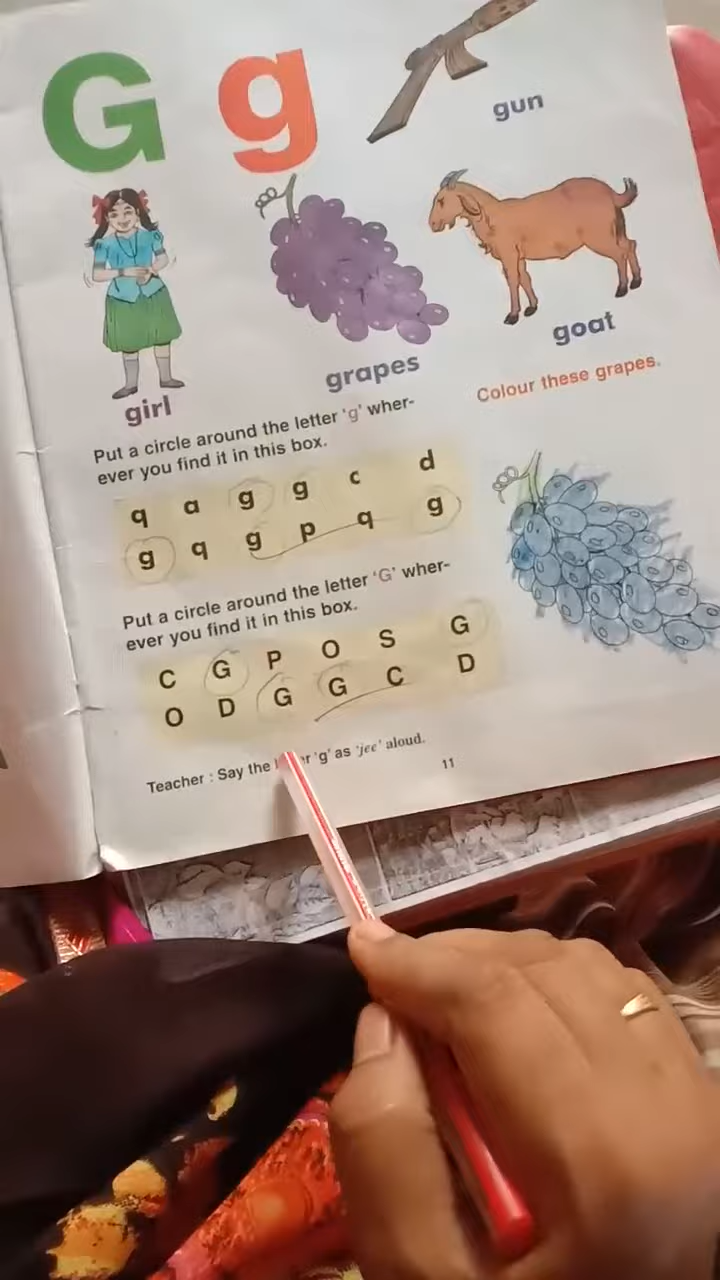 G g
gun
girl
grapes
goat
Put a circle around the letter 'g' wher-
ever you find it in this box.
Colour these grapes.
q a g g c d
g q g p q g
Put a circle around the letter 'G' wher-
ever you find it in this box.
C G P O S G
O D G G C D
Teacher : Say the 'g' as 'jee' aloud.
11